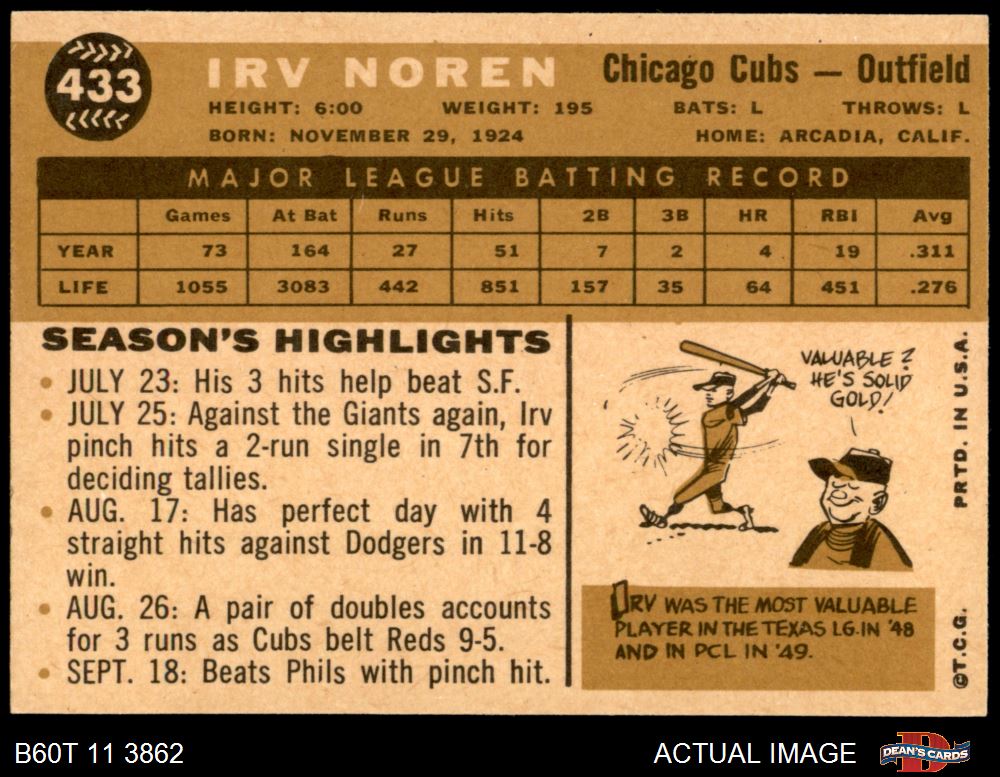 433
IRV NOREN
Chicago Cubs — Outfield
HEIGHT: 6:00 WEIGHT: 195 BATS: L THROWS: L
BORN: NOVEMBER 29, 1924 HOME: ARCADIA, CALIF.
MAJOR LEAGUE BATTING RECORD
Games At Bat Runs Hits 2B 3B HR RBI Avg
YEAR 73 164 27 51 7 2 4 19 .311
LIFE 1055 3083 442 851 157 35 64 451 .276
SEASON'S HIGHLIGHTS
• JULY 23: His 3 hits help beat S.F.
• JULY 25: Against the Giants again, Irv
pinch hits a 2-run single in 7th for
deciding tallies.
• AUG. 17: Has perfect day with 4
straight hits against Dodgers in 11-8
win.
• AUG. 26: A pair of doubles accounts
for 3 runs as Cubs belt Reds 9-5.
• SEPT. 18: Beats Phils with pinch hit.
VALUABLE?
HE'S SOLID
GOLD!
IRV WAS THE MOST VALUABLE
PLAYER IN THE TEXAS LG. IN '48
AND IN PCL IN '49.
PRTD. IN U.S.A.
©T.C.G.
B60T 11 3862
ACTUAL IMAGE
DEAN'S CARDS